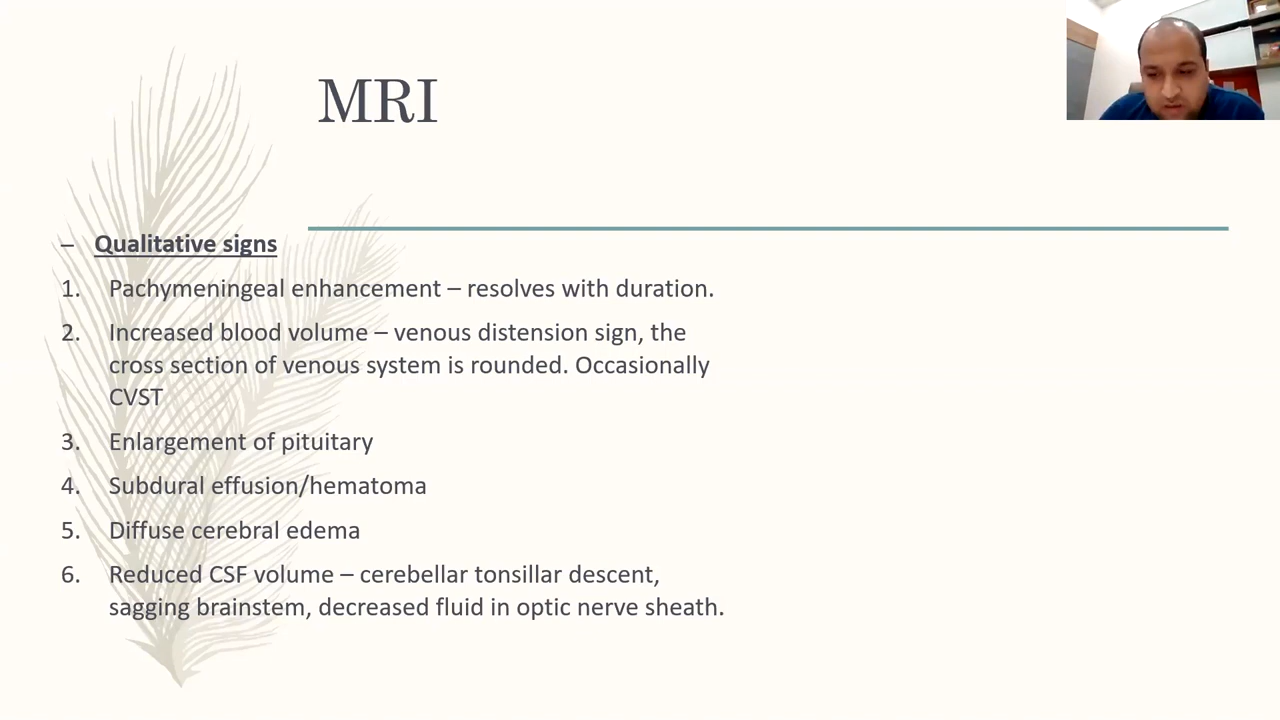 MRI
– Qualitative signs
1. Pachymeningeal enhancement – resolves with duration.
2. Increased blood volume – venous distension sign, the
cross section of venous system is rounded. Occasionally
CVST
3. Enlargement of pituitary
4. Subdural effusion/hematoma
5. Diffuse cerebral edema
6. Reduced CSF volume – cerebellar tonsillar descent,
sagging brainstem, decreased fluid in optic nerve sheath.